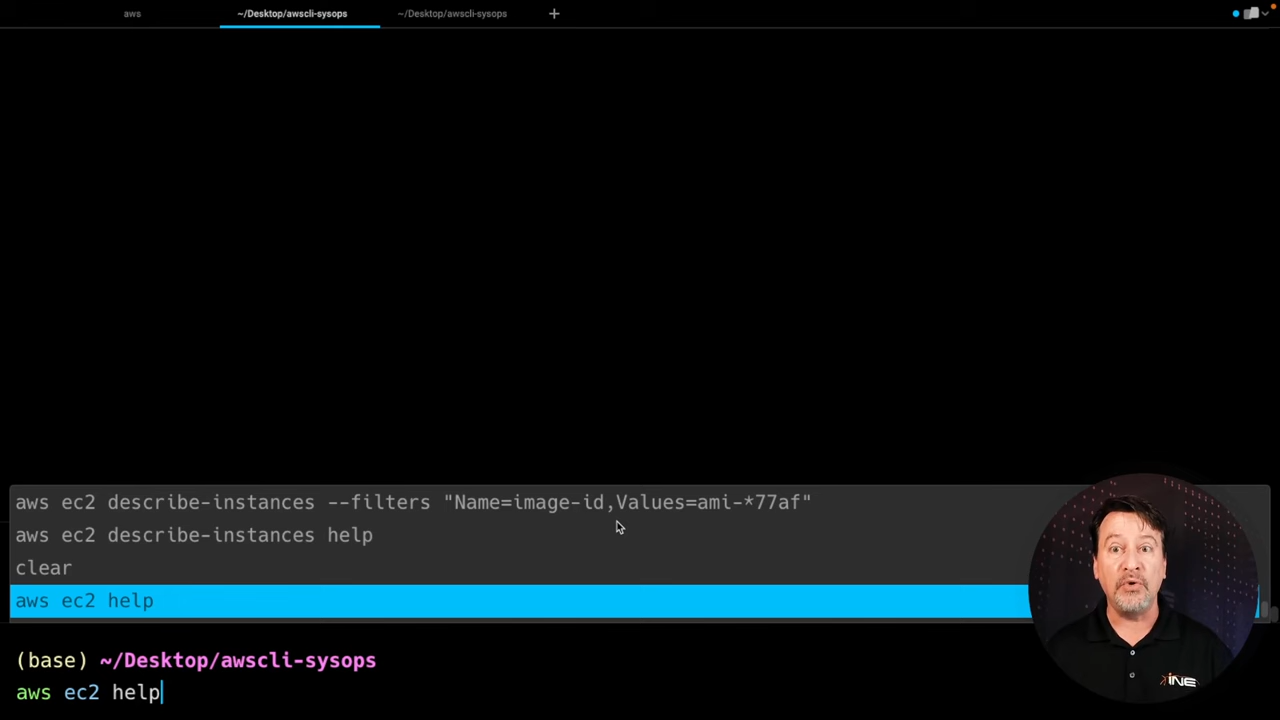 aws
~/Desktop/awscli-sysops
~/Desktop/awscli-sysops
+
aws ec2 describe-instances --filters "Name=image-id,Values=ami-*77af"
aws ec2 describe-instances help
clear
aws ec2 help
(base) ~/Desktop/awscli-sysops
aws ec2 help
INE